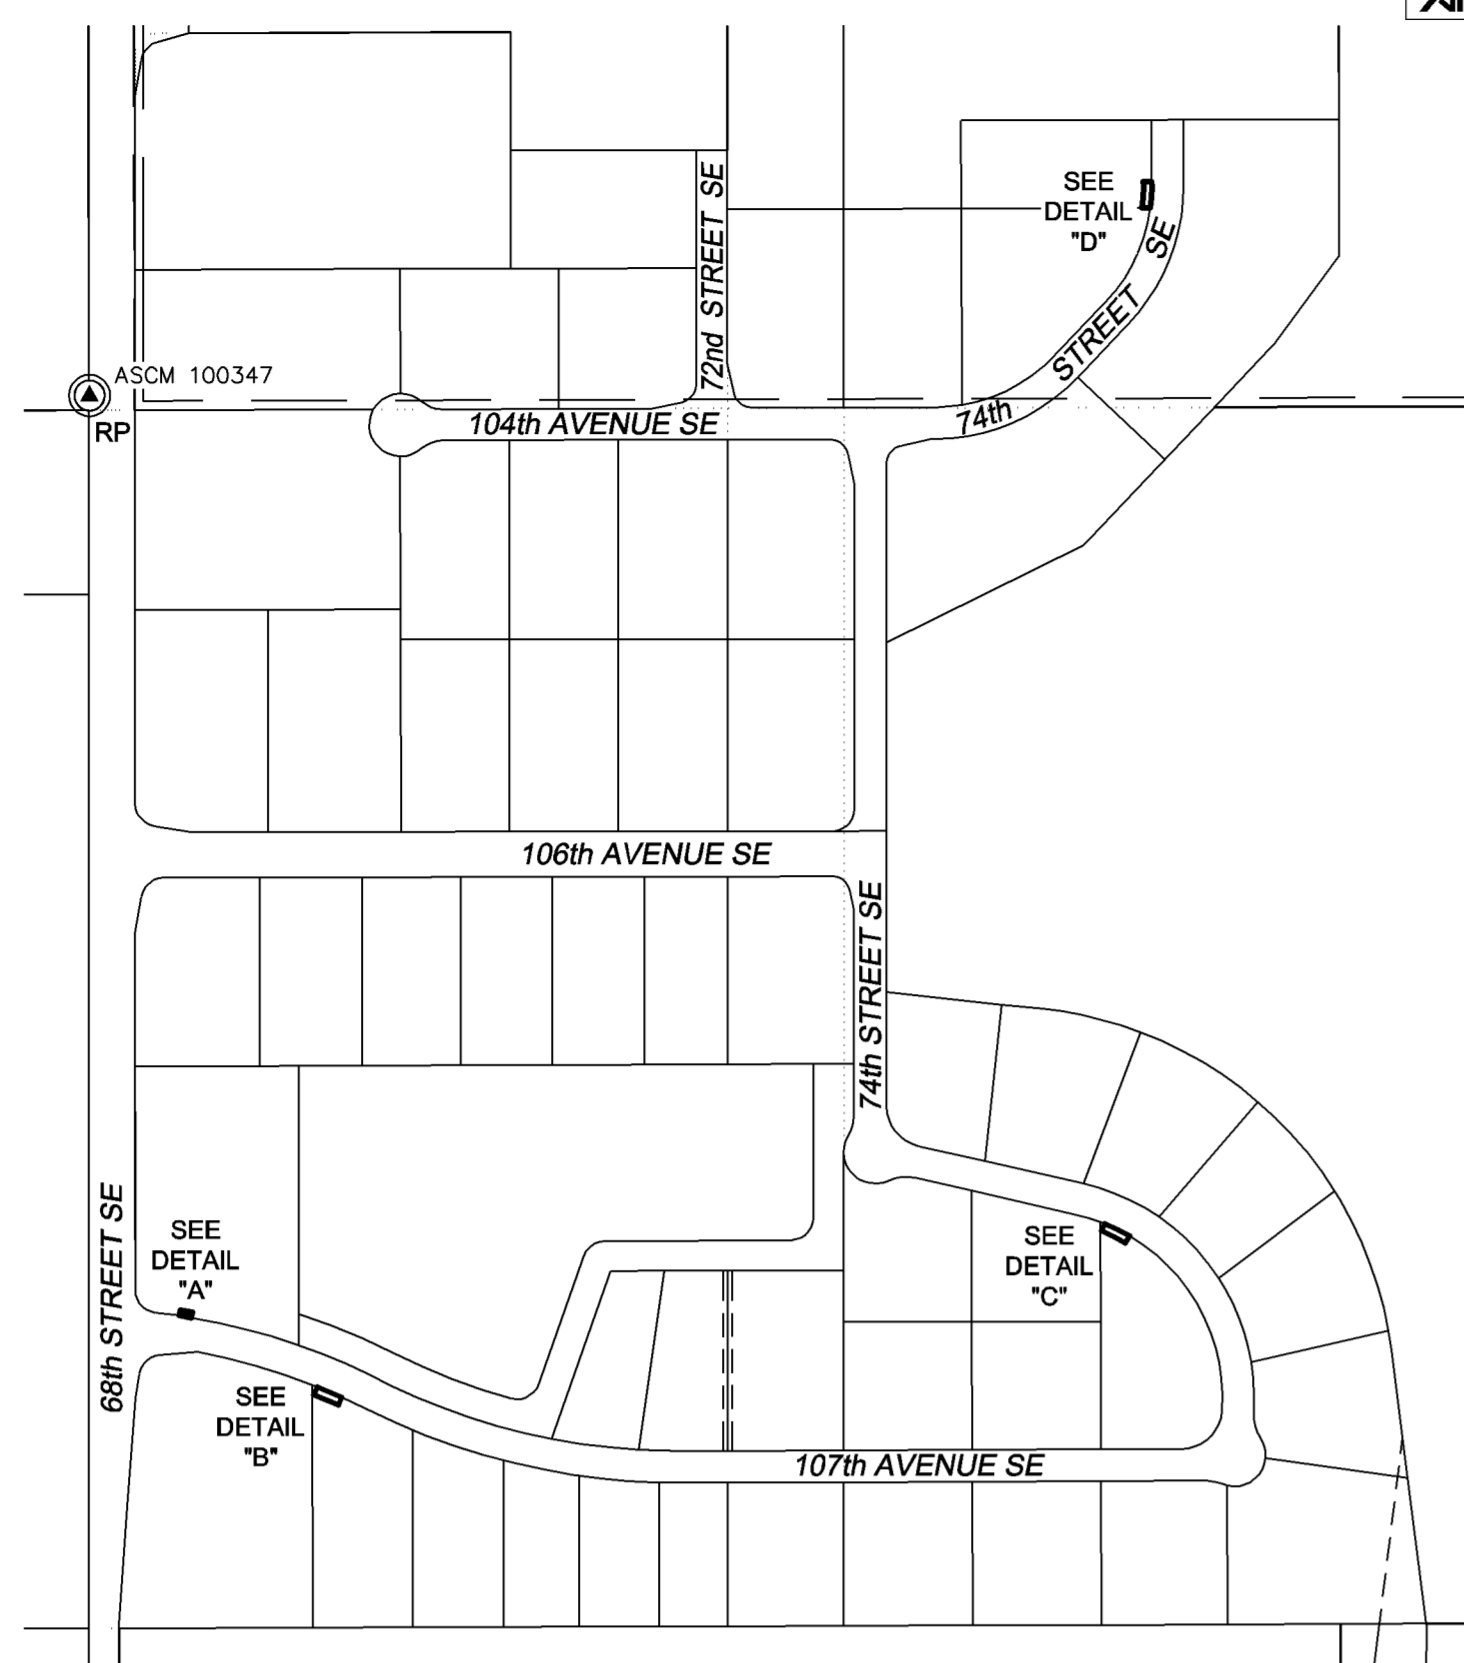 SEE
DETAIL
"D"
72nd STREET SE
74th STREET SE
ASCM 100347
RP
104th AVENUE SE
106th AVENUE SE
74th STREET SE
68th STREET SE
SEE
DETAIL
"A"
SEE
DETAIL
"C"
SEE
DETAIL
"B"
107th AVENUE SE